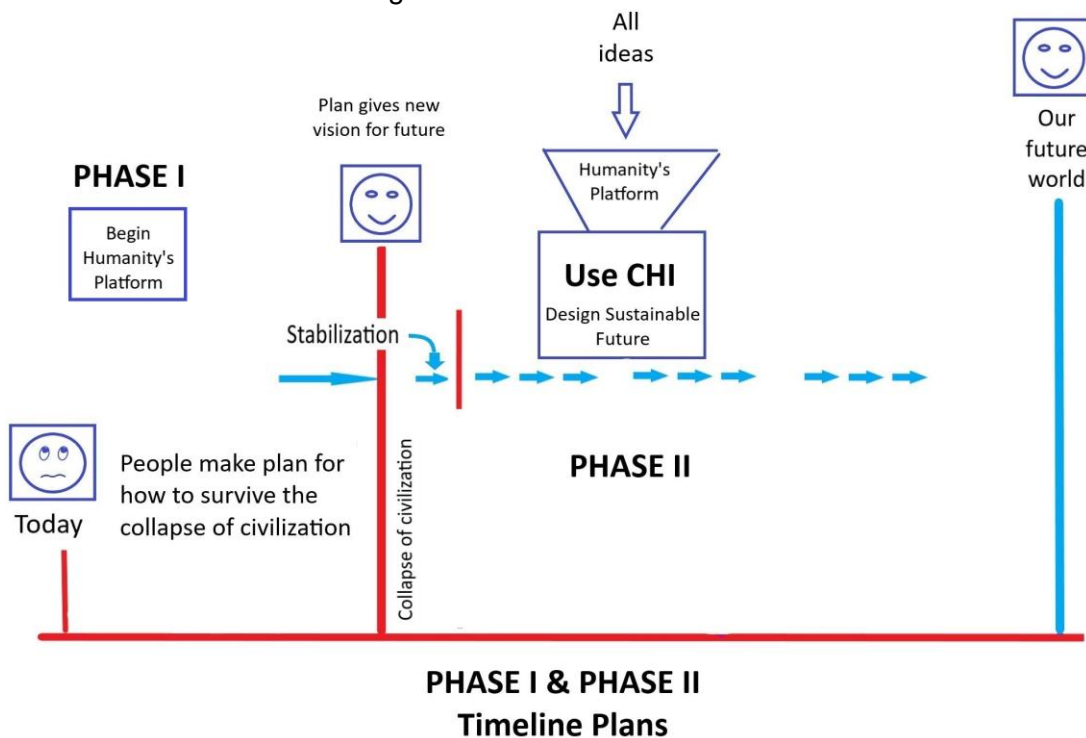 All
ideas
Plan gives new
vision for future
PHASE I
Begin
Humanity's
Platform
Humanity's
Platform
Use CHI
Design Sustainable
Future
Our
future
world
Stabilization
Collapse of civilization
PHASE II
Today
People make plan for
how to survive the
collapse of civilization
PHASE I & PHASE II
Timeline Plans